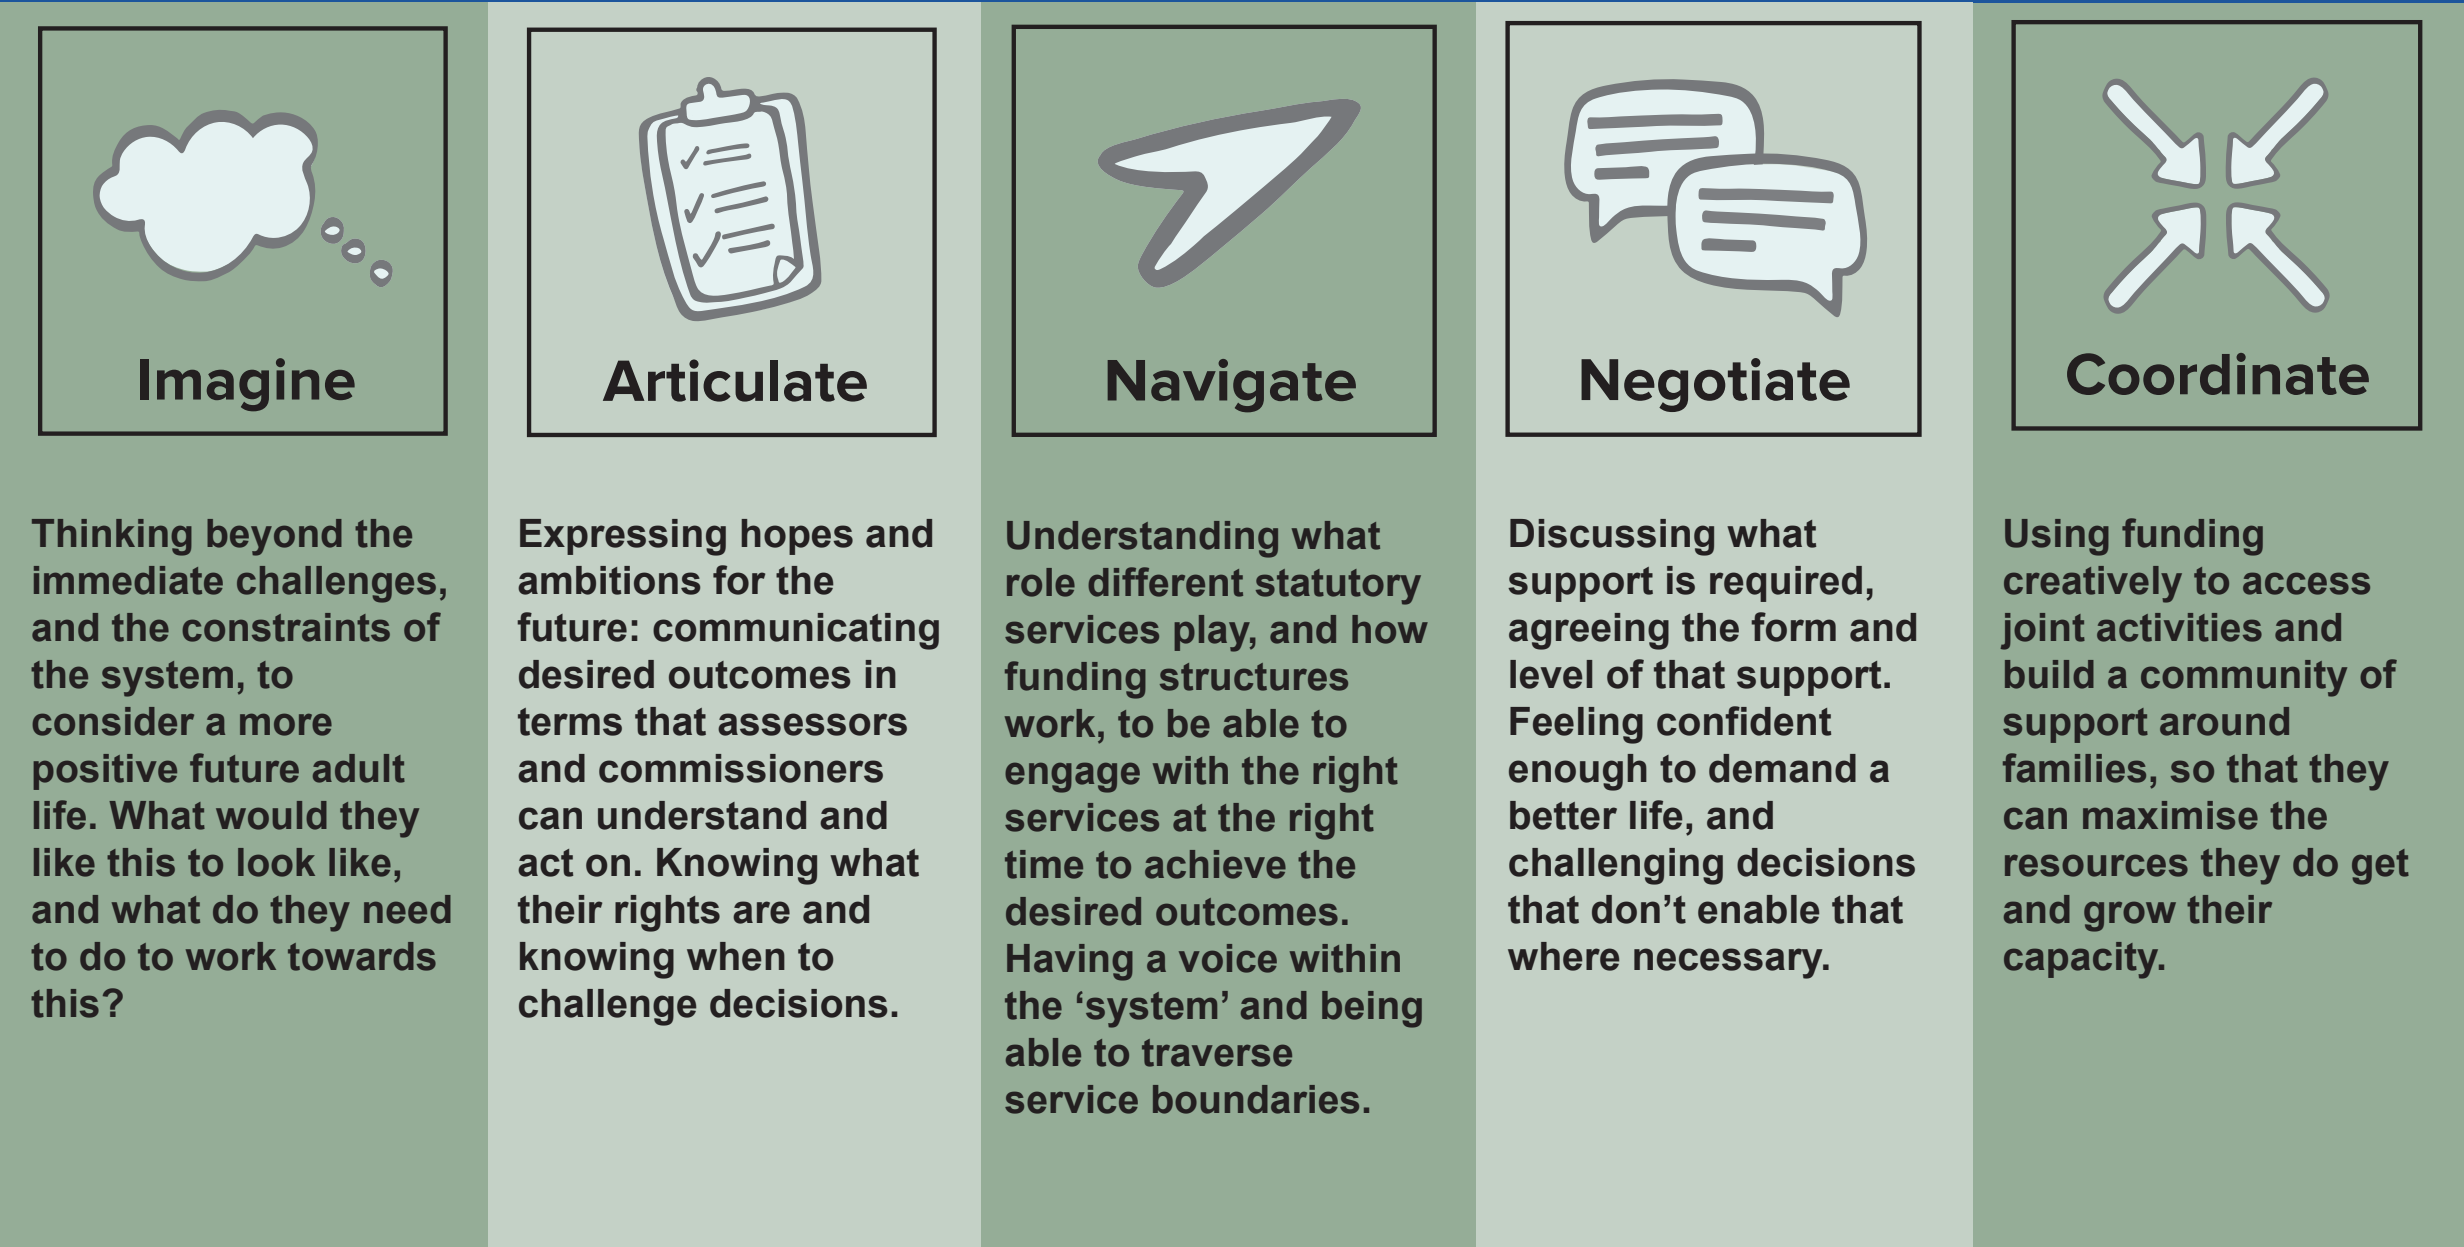 Imagine
Thinking beyond the
immediate challenges,
and the constraints of
the system, to
consider a more
positive future adult
life. What would they
like this to look like,
and what do they need
to do to work towards
this?
Articulate
Expressing hopes and
ambitions for the
future: communicating
desired outcomes in
terms that assessors
and commissioners
can understand and
act on. Knowing what
their rights are and
knowing when to
challenge decisions.
Navigate
Understanding what
role different statutory
services play, and how
funding structures
work, to be able to
engage with the right
services at the right
time to achieve the
desired outcomes.
Having a voice within
the ‘system’ and being
able to traverse
service boundaries.
Negotiate
Discussing what
support is required,
agreeing the form and
level of that support.
Feeling confident
enough to demand a
better life, and
challenging decisions
that don’t enable that
where necessary.
Coordinate
Using funding
creatively to access
joint activities and
build a community of
support around
families, so that they
can maximise the
resources they do get
and grow their
capacity.